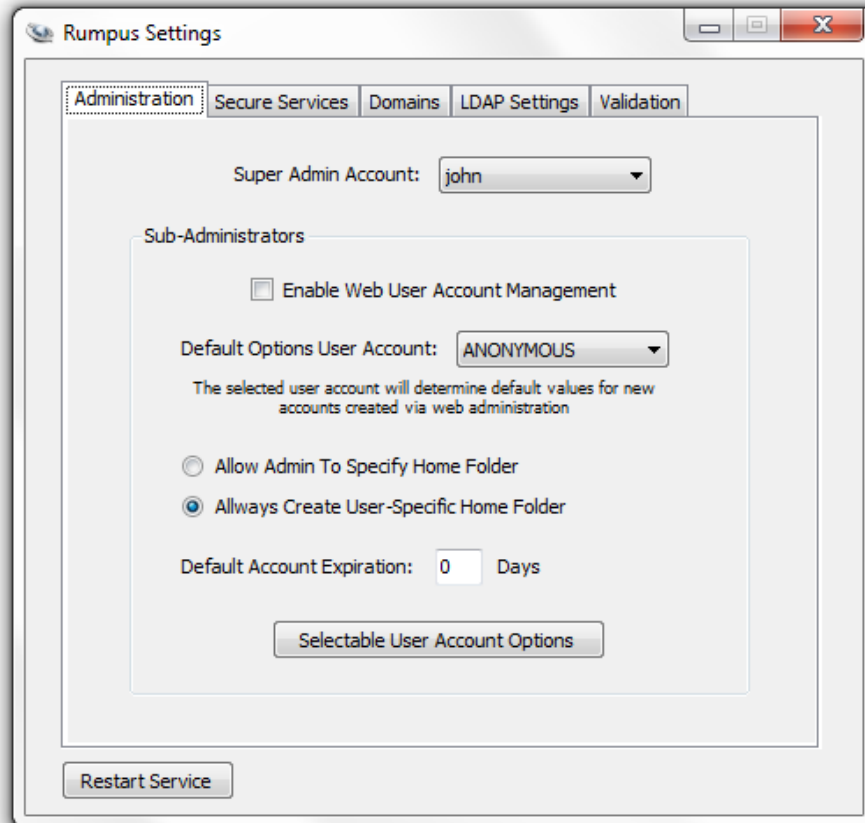 Rumpus Settings
Administration Secure Services Domains LDAP Settings Validation
Super Admin Account: john
Sub-Administrators
Enable Web User Account Management
Default Options User Account: ANONYMOUS
The selected user account will determine default values for new
accounts created via web administration
Allow Admin To Specify Home Folder
Allways Create User-Specific Home Folder
Default Account Expiration: 0 Days
Selectable User Account Options
Restart Service